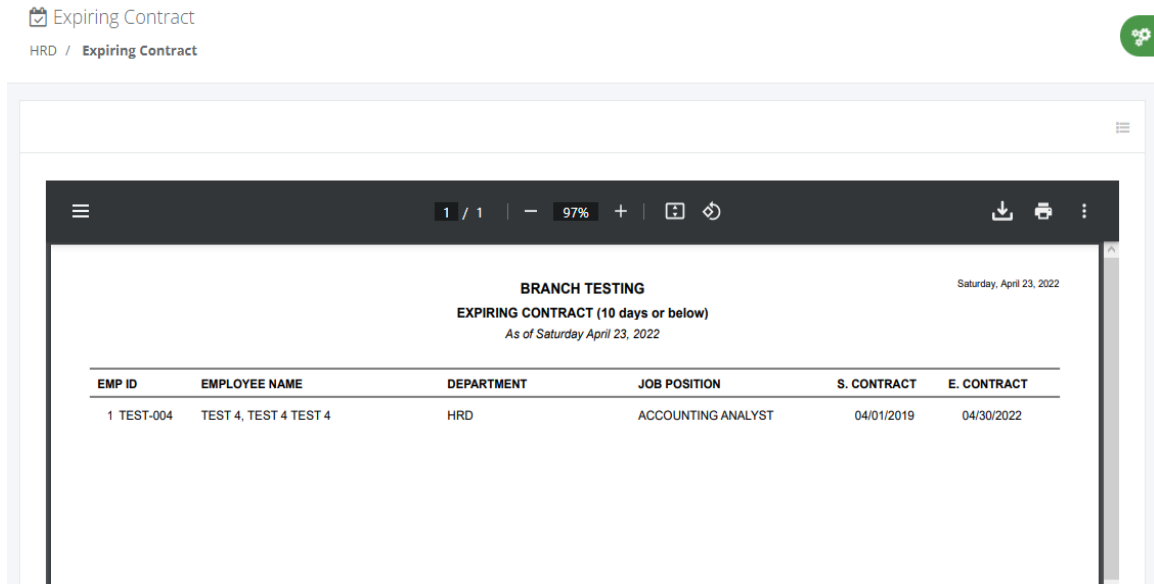 Expiring Contract
HRD / Expiring Contract
1 / 1 97%
Saturday, April 23, 2022
BRANCH TESTING
EXPIRING CONTRACT (10 days or below)
As of Saturday April 23, 2022
EMP ID EMPLOYEE NAME DEPARTMENT JOB POSITION S. CONTRACT E. CONTRACT
1 TEST-004 TEST 4, TEST 4 TEST 4 HRD ACCOUNTING ANALYST 04/01/2019 04/30/2022